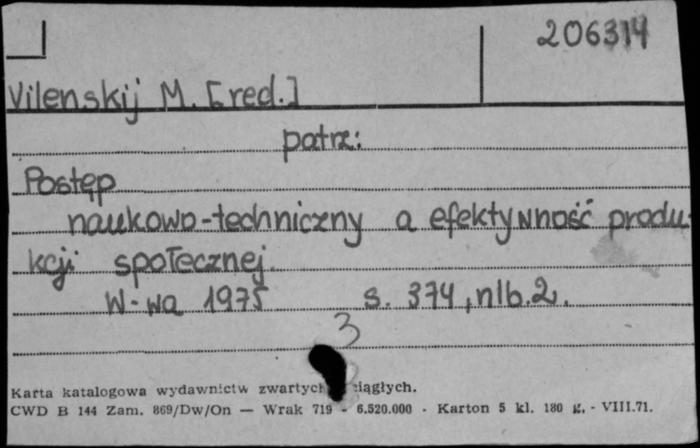 206314
Vilenskij M. [red.]
patrz:
Postęp
naukowo-techniczny a efektywność produ
kcji społecznej.
W-wa 1975 s. 374, nlb. 2.
3
Karta katalogowa wydawnictw zwartych ciągłych.
CWD B 144 Zam. 869/Dw/On — Wrak 719 - 6.520.000 - Karton 5 kl. 180 g. - VIII.71.